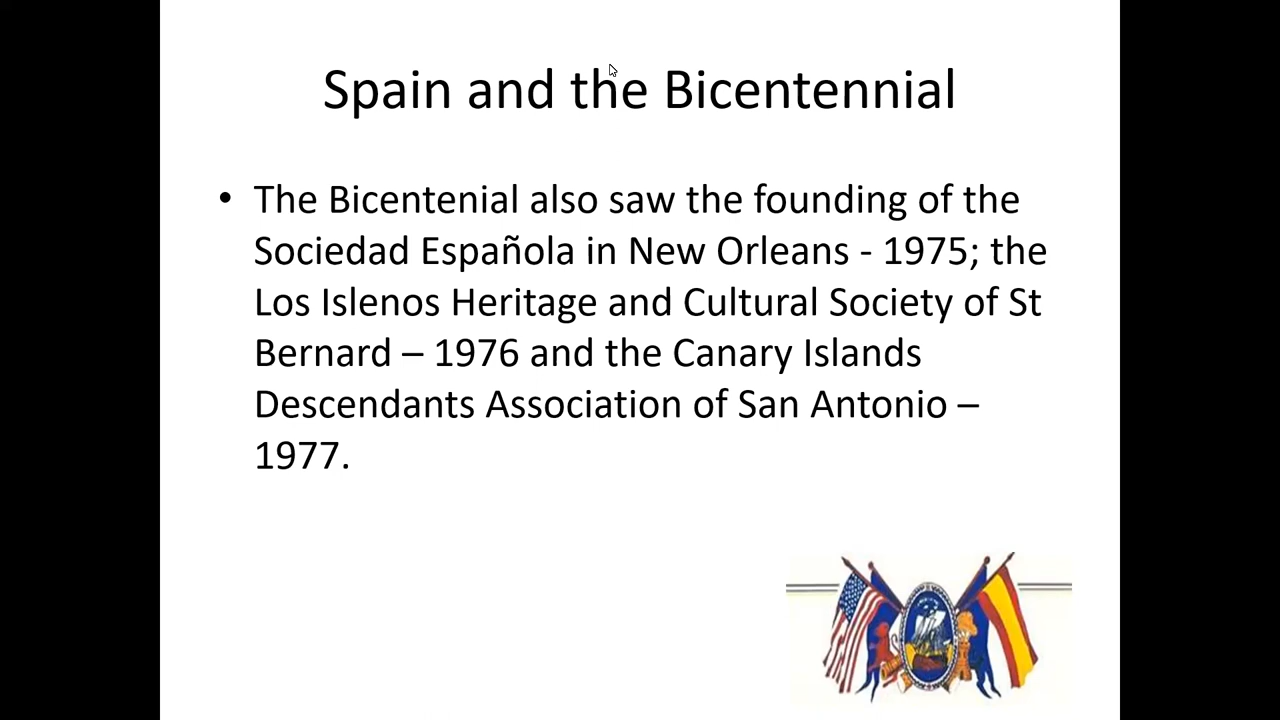 Spain and the Bicentennial
• The Bicentenial also saw the founding of the
Sociedad Española in New Orleans - 1975; the
Los Islenos Heritage and Cultural Society of St
Bernard – 1976 and the Canary Islands
Descendants Association of San Antonio –
1977.